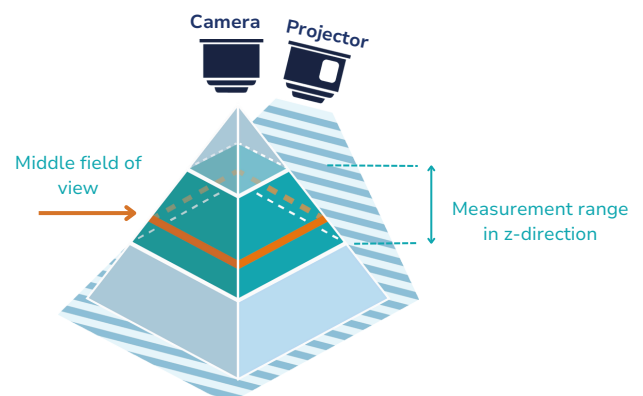 Camera
Projector
Middle field of
view
Measurement range
in z-direction